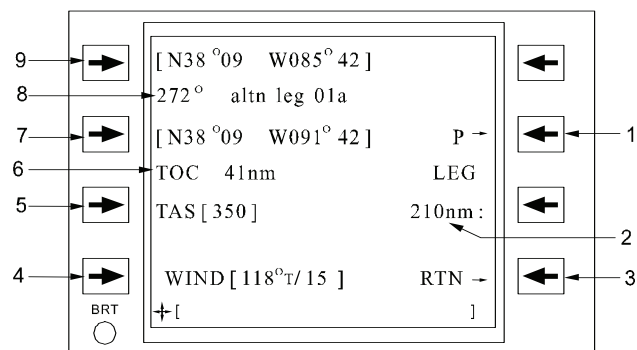 9 [N38°09 W085°42]
8 272° altn leg 01a
7 [N38°09 W091°42] P→ 1
6 TOC 41nm LEG
5 TAS[350] 210nm: 2
4 WIND[118°T/15 ] RTN→ 3
BRT [ ]